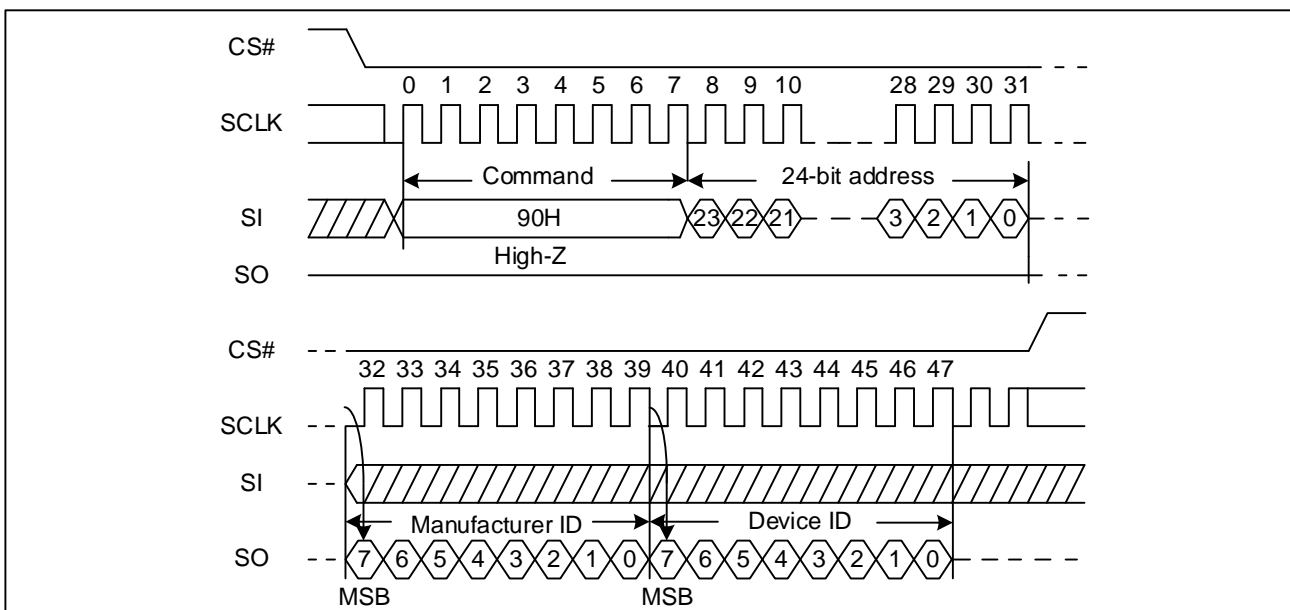 CS#
0 1 2 3 4 5 6 7 8 9 10 28 29 30 31
SCLK
Command 24-bit address
SI 90H 23 22 21 3 2 1 0
High-Z
SO
CS#
32 33 34 35 36 37 38 39 40 41 42 43 44 45 46 47
SCLK
SI
Manufacturer ID Device ID
SO 7 6 5 4 3 2 1 0 7 6 5 4 3 2 1 0
MSB MSB